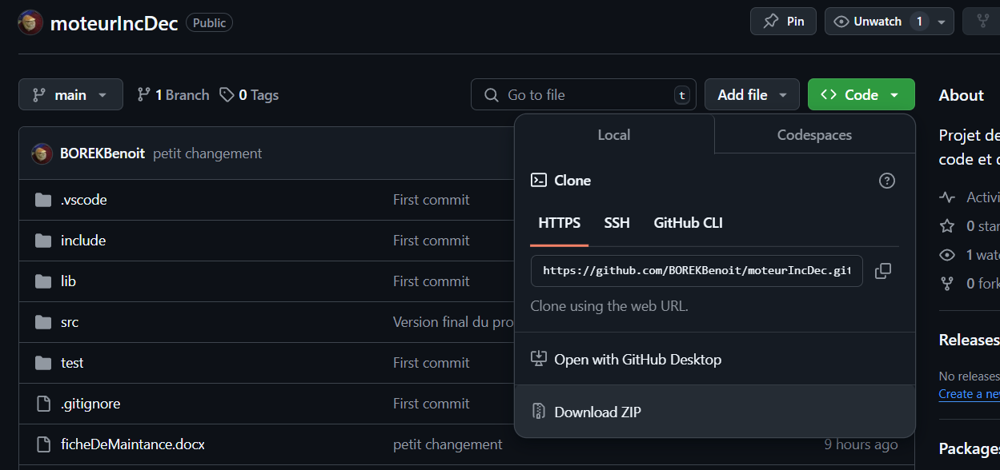 moteurIncDec Public Pin Unwatch 1
main 1 Branch 0 Tags Go to file t Add file Code
BOREKBenoit petit changement
.vscode First commit
include First commit
lib First commit
src Version final du pro
test First commit
.gitignore First commit
ficheDeMaintance.docx petit changement 9 hours ago
Local Codespaces
Clone
HTTPS SSH GitHub CLI
https://github.com/BOREKBenoit/moteurIncDec.git
Clone using the web URL.
Open with GitHub Desktop
Download ZIP
About
Projet de
code et
Activi
0 star
1 watc
0 fork
Releases
No releases
Create a ne
Packages